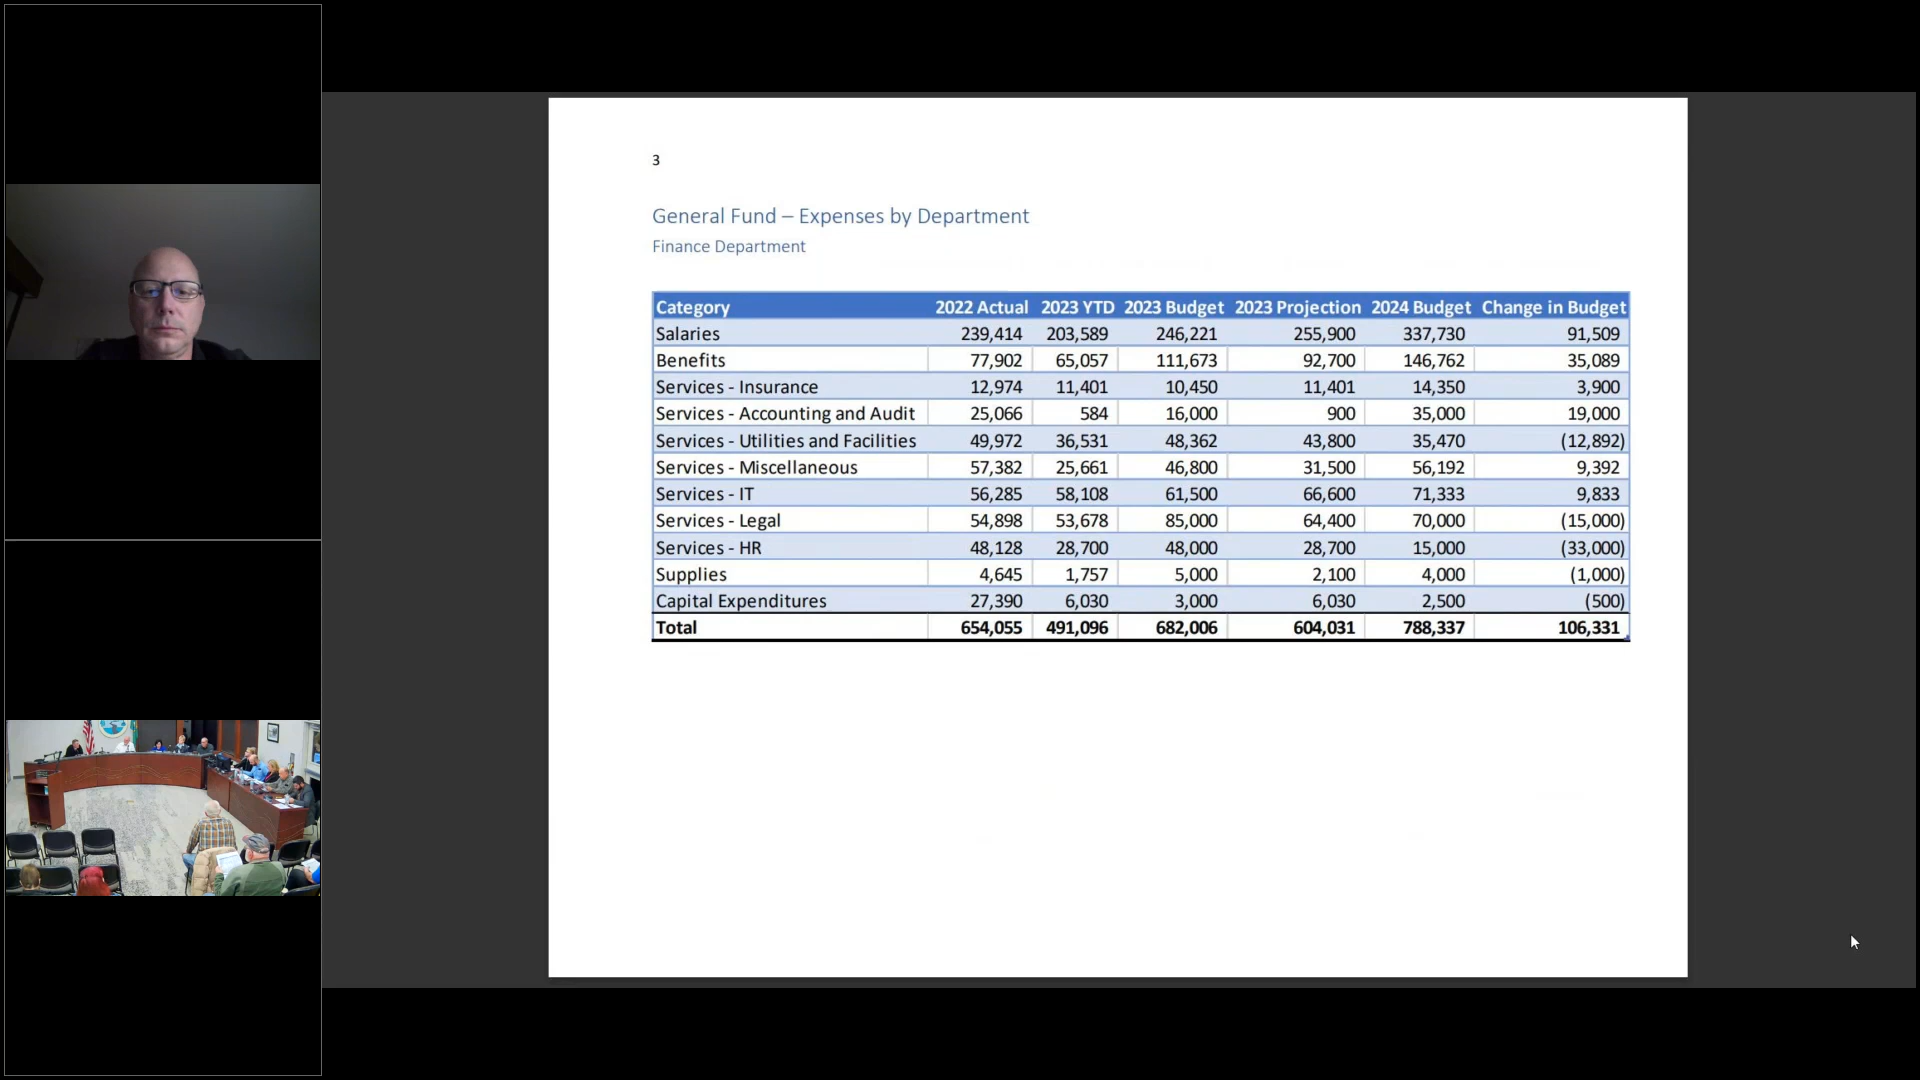 3
General Fund – Expenses by Department
Finance Department
Category 2022 Actual 2023 YTD 2023 Budget 2023 Projection 2024 Budget Change in Budget
Salaries 239,414 203,589 246,221 255,900 337,730 91,509
Benefits 77,902 65,057 111,673 92,700 146,762 35,089
Services - Insurance 12,974 11,401 10,450 11,401 14,350 3,900
Services - Accounting and Audit 25,066 584 16,000 900 35,000 19,000
Services - Utilities and Facilities 49,972 36,531 48,362 43,800 35,470 (12,892)
Services - Miscellaneous 57,382 25,661 46,800 31,500 56,192 9,392
Services - IT 56,285 58,108 61,500 66,600 71,333 9,833
Services - Legal 54,898 53,678 85,000 64,400 70,000 (15,000)
Services - HR 48,128 28,700 48,000 28,700 15,000 (33,000)
Supplies 4,645 1,757 5,000 2,100 4,000 (1,000)
Capital Expenditures 27,390 6,030 3,000 6,030 2,500 (500)
Total 654,055 491,096 682,006 604,031 788,337 106,331